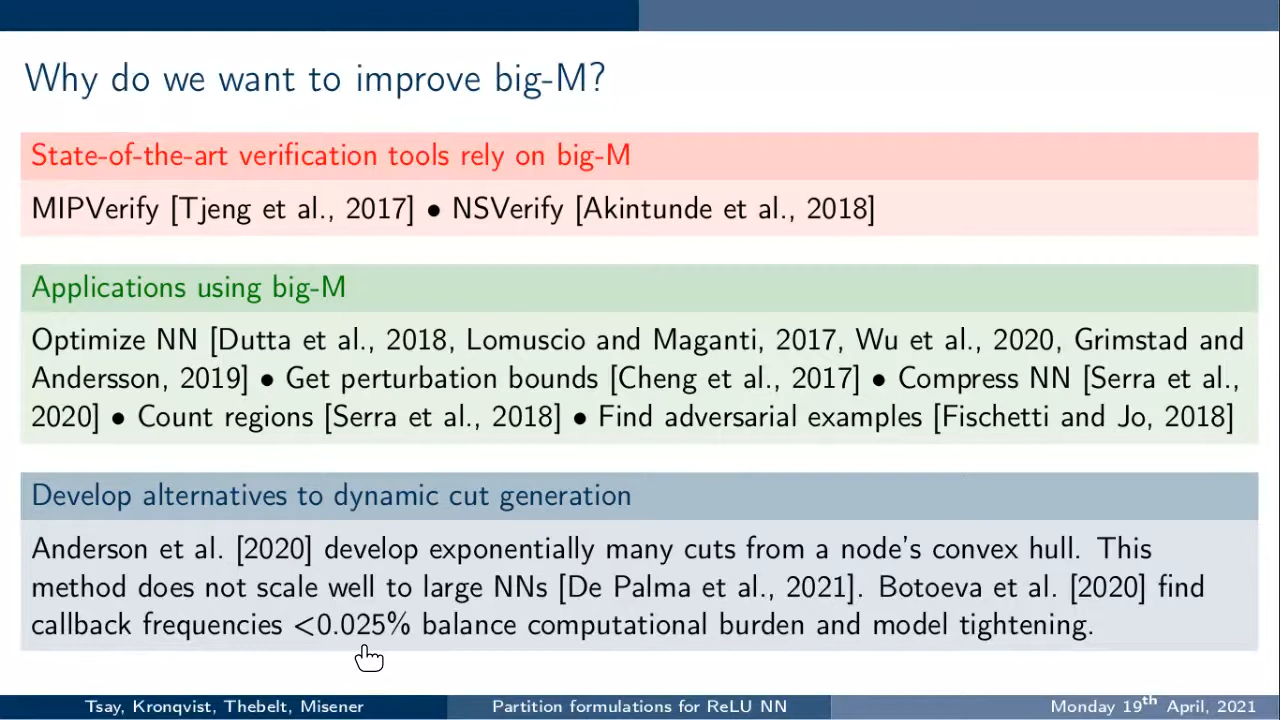 Why do we want to improve big-M?
State-of-the-art verification tools rely on big-M
MIPVerify [Tjeng et al., 2017] • NSVerify [Akintunde et al., 2018]
Applications using big-M
Optimize NN [Dutta et al., 2018, Lomuscio and Maganti, 2017, Wu et al., 2020, Grimstad and
Andersson, 2019] • Get perturbation bounds [Cheng et al., 2017] • Compress NN [Serra et al.,
2020] • Count regions [Serra et al., 2018] • Find adversarial examples [Fischetti and Jo, 2018]
Develop alternatives to dynamic cut generation
Anderson et al. [2020] develop exponentially many cuts from a node's convex hull. This
method does not scale well to large NNs [De Palma et al., 2021]. Botoeva et al. [2020] find
callback frequencies <0.025% balance computational burden and model tightening.
Tsay, Kronqvist, Thebelt, Misener Partition formulations for ReLU NN Monday 19th April, 2021